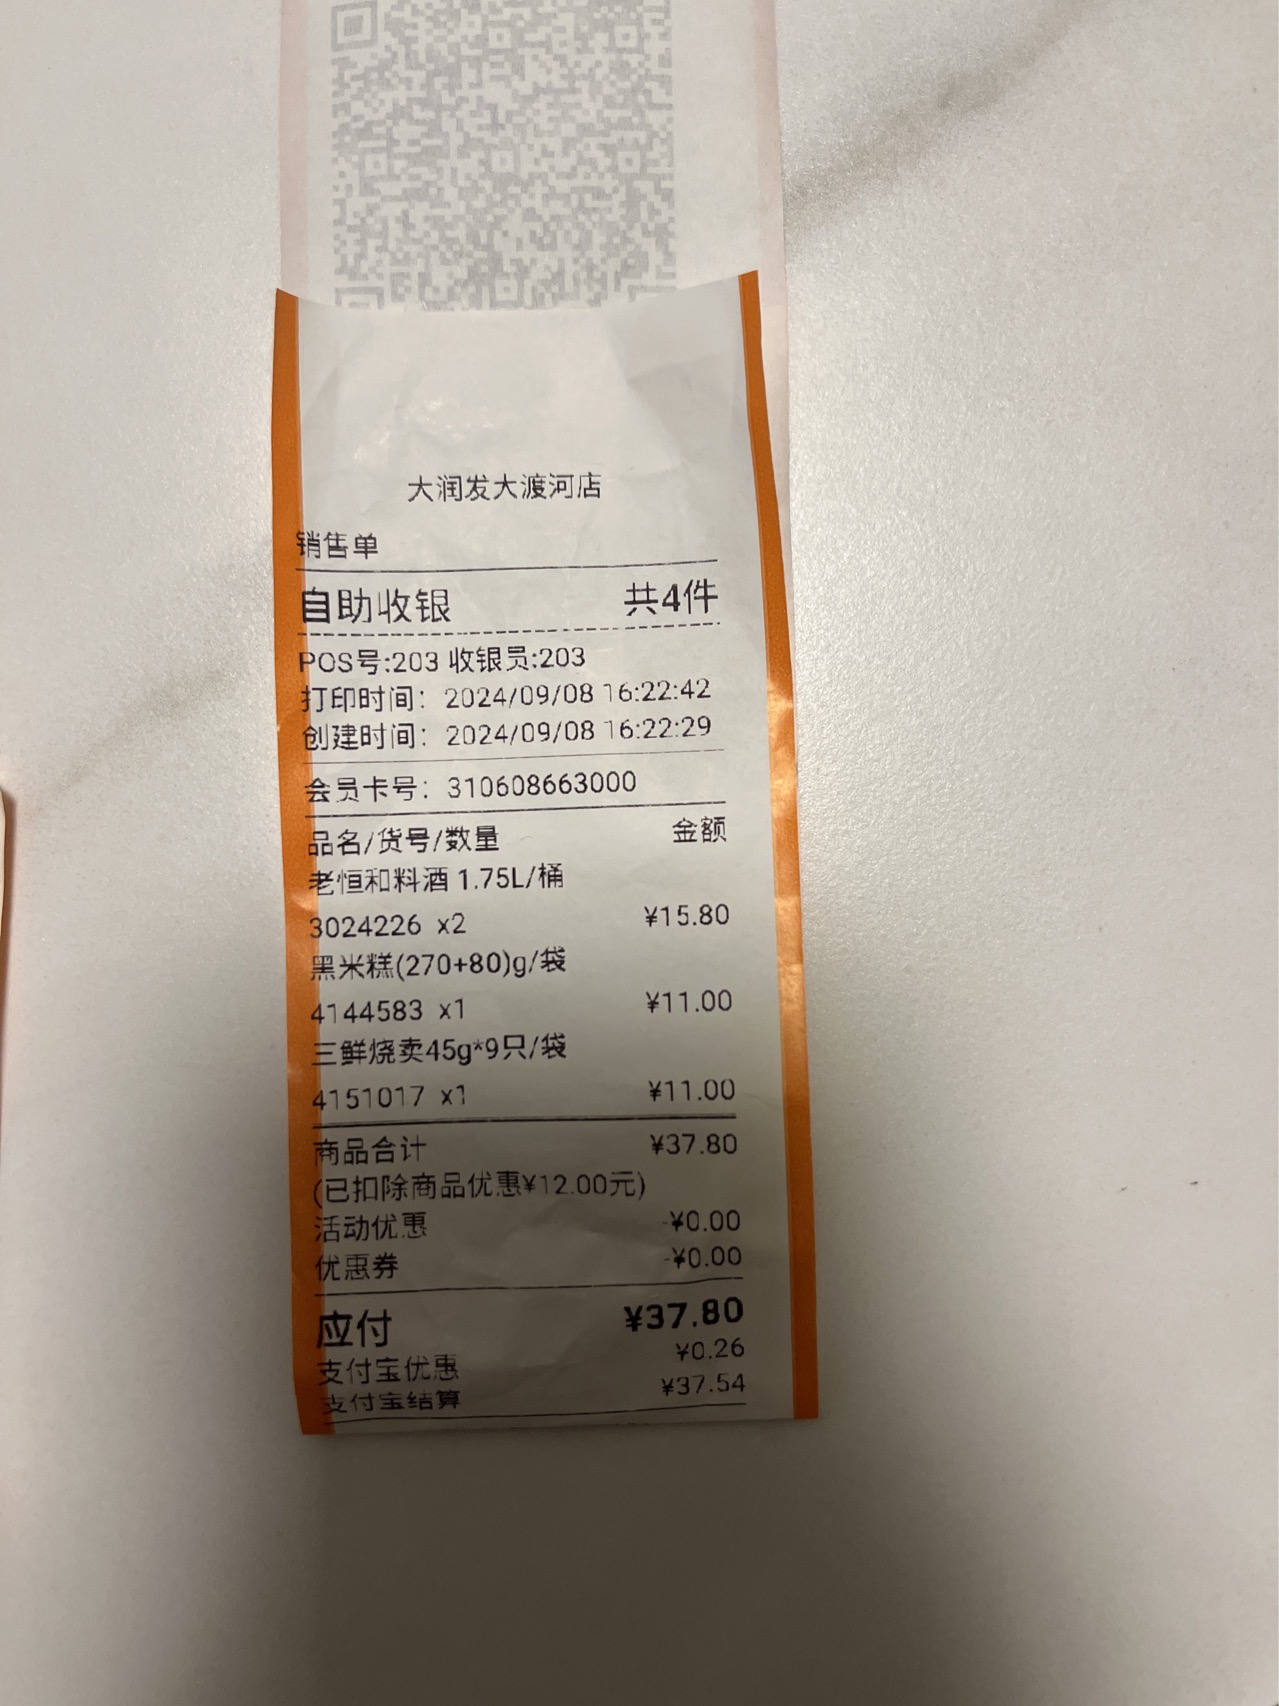 大润发大渡河店
销售单
自助收银 共4件
POS号:203 收银员:203
打印时间： 2024/09/08 16:22:42
创建时间： 2024/09/08 16:22:29
会员卡号： 310608663000
品名/货号/数量 金额
老恒和料酒 1.75L/桶
3024226 x2 ¥15.80
黑米糕(270+80)g/袋
4144583 x1 ¥11.00
三鲜烧卖45g*9只/袋
4151017 x1 ¥11.00
商品合计 ¥37.80
(已扣除商品优惠¥12.00元)
活动优惠 -¥0.00
优惠券 -¥0.00
应付 ¥37.80
支付宝优惠 ¥0.26
支付宝结算 ¥37.54